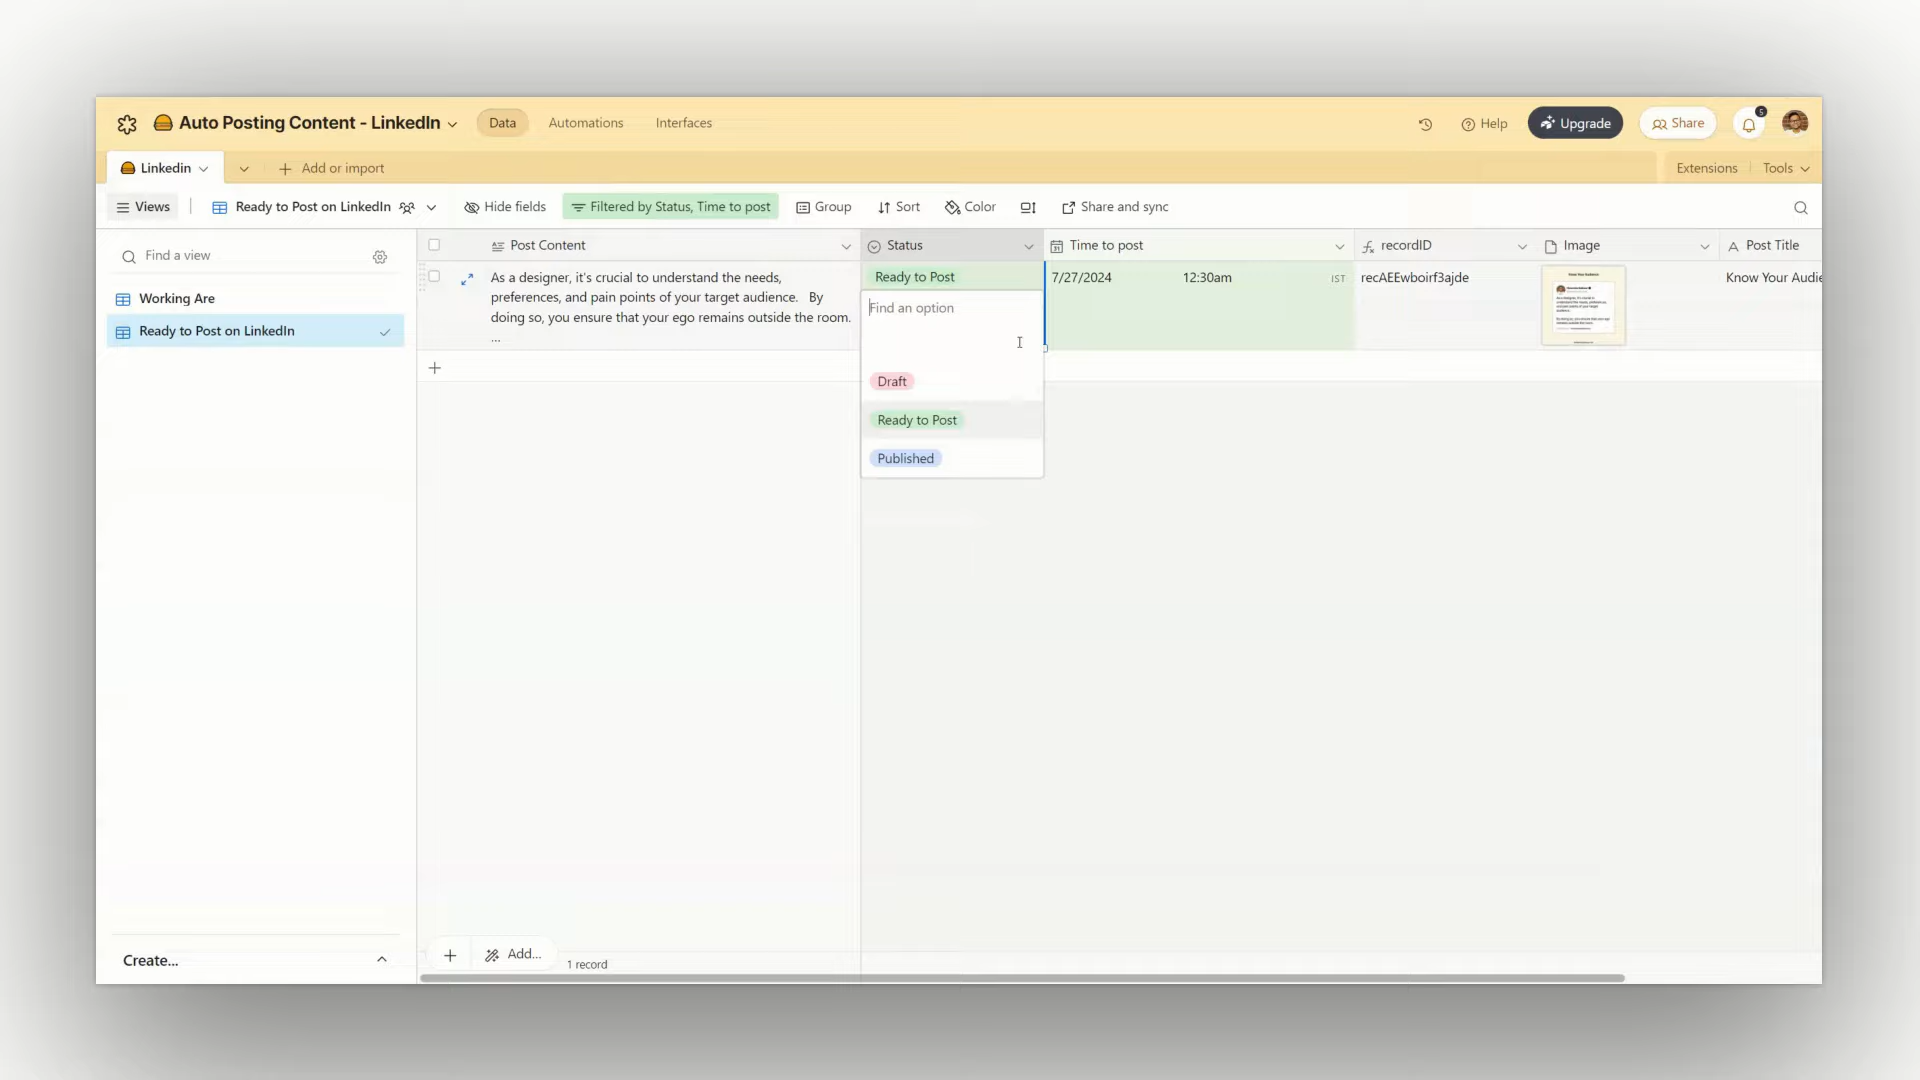 Auto Posting Content - LinkedIn
Data
Automations
Interfaces
Help
Upgrade
Share
5
Linkedin
Add or import
Extensions
Tools
Views
Ready to Post on LinkedIn
Hide fields
Filtered by Status, Time to post
Group
Sort
Color
Share and sync
Find a view
Working Are
Ready to Post on LinkedIn
Post Content
Status
Time to post
recordID
Image
Post Title
As a designer, it's crucial to understand the needs,
preferences, and pain points of your target audience. By
doing so, you ensure that your ego remains outside the room.
...
Ready to Post
7/27/2024
12:30am
IST
recAEEwboirf3ajde
Know Your Audie
Find an option
Draft
Ready to Post
Published
Create...
Add...
1 record